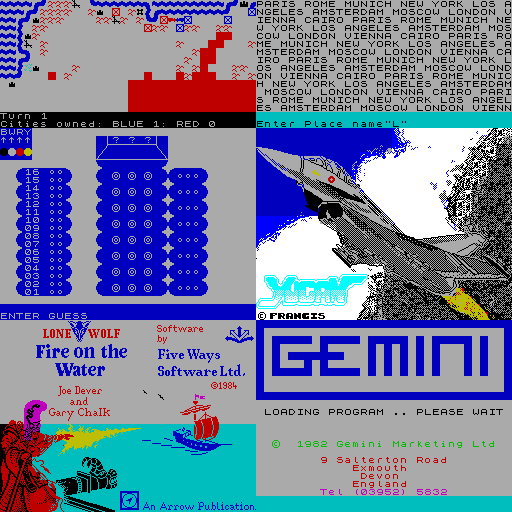 Turn 1
Cities owned: BLUE 1: RED 0
PARIS ROME MUNICH NEW YORK LOS A
NGELES AMSTERDAM MOSCOW LONDON V
IENNA CAIRO PARIS ROME MUNICH NE
W YORK LOS ANGELES AMSTERDAM MOS
COW LONDON VIENNA CAIRO PARIS RO
ME MUNICH NEW YORK LOS ANGELES A
MSTERDAM MOSCOW LONDON VIENNA CA
IRO PARIS ROME MUNICH NEW YORK L
OS ANGELES AMSTERDAM MOSCOW LOND
ON VIENNA CAIRO PARIS ROME MUNIC
H NEW YORK LOS ANGELES AMSTERDAM
MOSCOW LONDON VIENNA CAIRO PARI
S ROME MUNICH NEW YORK LOS ANGEL
ES AMSTERDAM MOSCOW LONDON VIENN
Enter Place name"L"
BWRY
? ? ?
16
15
14
13
12
11
10
09
08
07
06
05
04
03
02
01
ENTER GUESS
© FRANCIS
LONE WOLF
Fire on the
Water
Joe Dever
and
Gary Chalk
Software
by
Five Ways
Software Ltd.
©1984
An Arrow Publication.
GEMINI
LOADING PROGRAM .. PLEASE WAIT
© 1982 Gemini Marketing Ltd
9 Salterton Road
Exmouth
Devon
England
Tel (03952) 5832